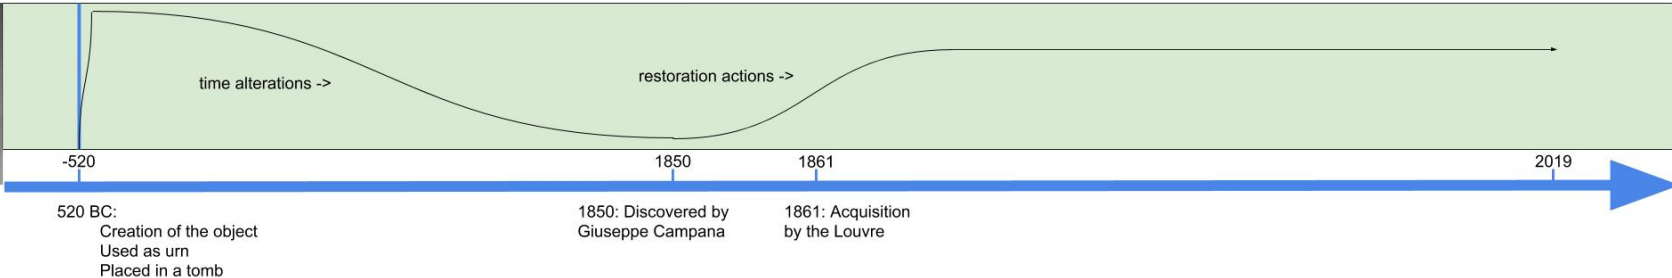 time alterations ->
restoration actions ->
-520
1850
1861
2019
520 BC:
Creation of the object
Used as urn
Placed in a tomb
1850: Discovered by
Giuseppe Campana
1861: Acquisition
by the Louvre